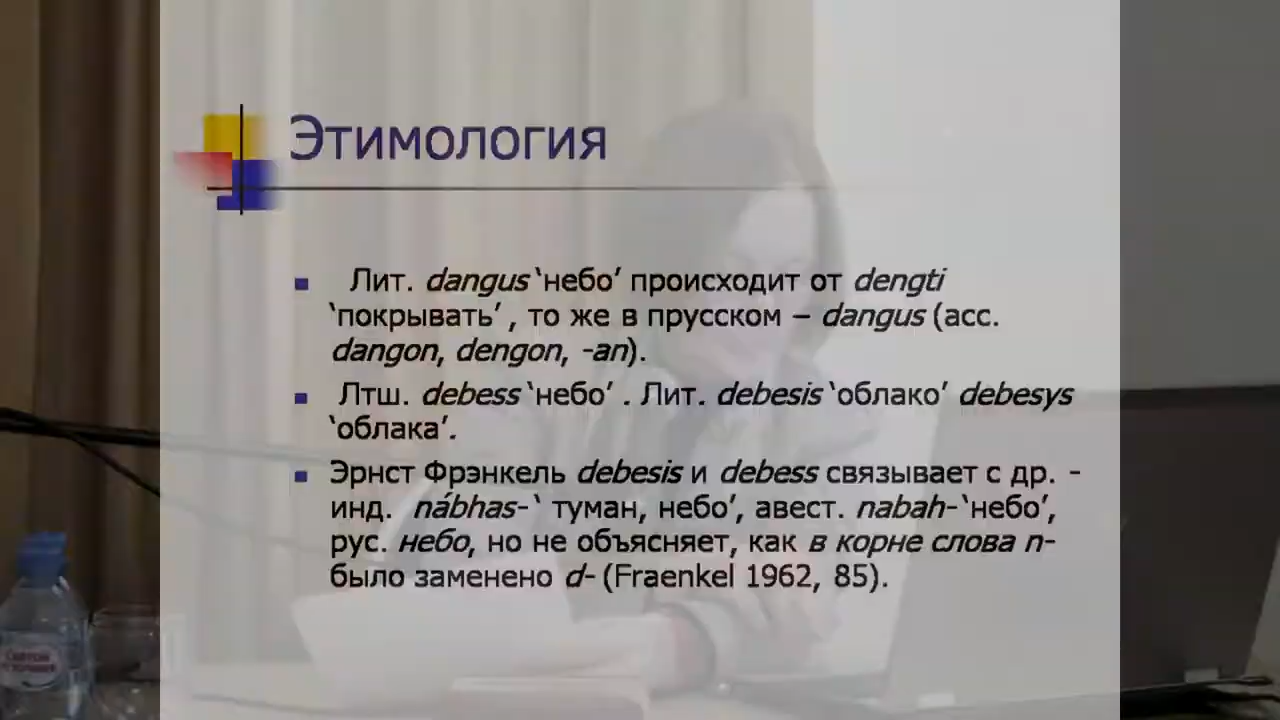 Этимология
Лит. dangus ‘небо’ происходит от dengti
‘покрывать’ , то же в прусском – dangus (асс.
dangon, dengon, -an).
Лтш. debess ‘небо’ . Лит. debesis ‘облако’ debesys
‘облака’.
Эрнст Фрэнкель debesis и debess связывает с др. -
инд. nábhas- ‘ туман, небо’, авест. nabah- ‘небо’,
рус. небо, но не объясняет, как в корне слова n-
было заменено d- (Fraenkel 1962, 85).